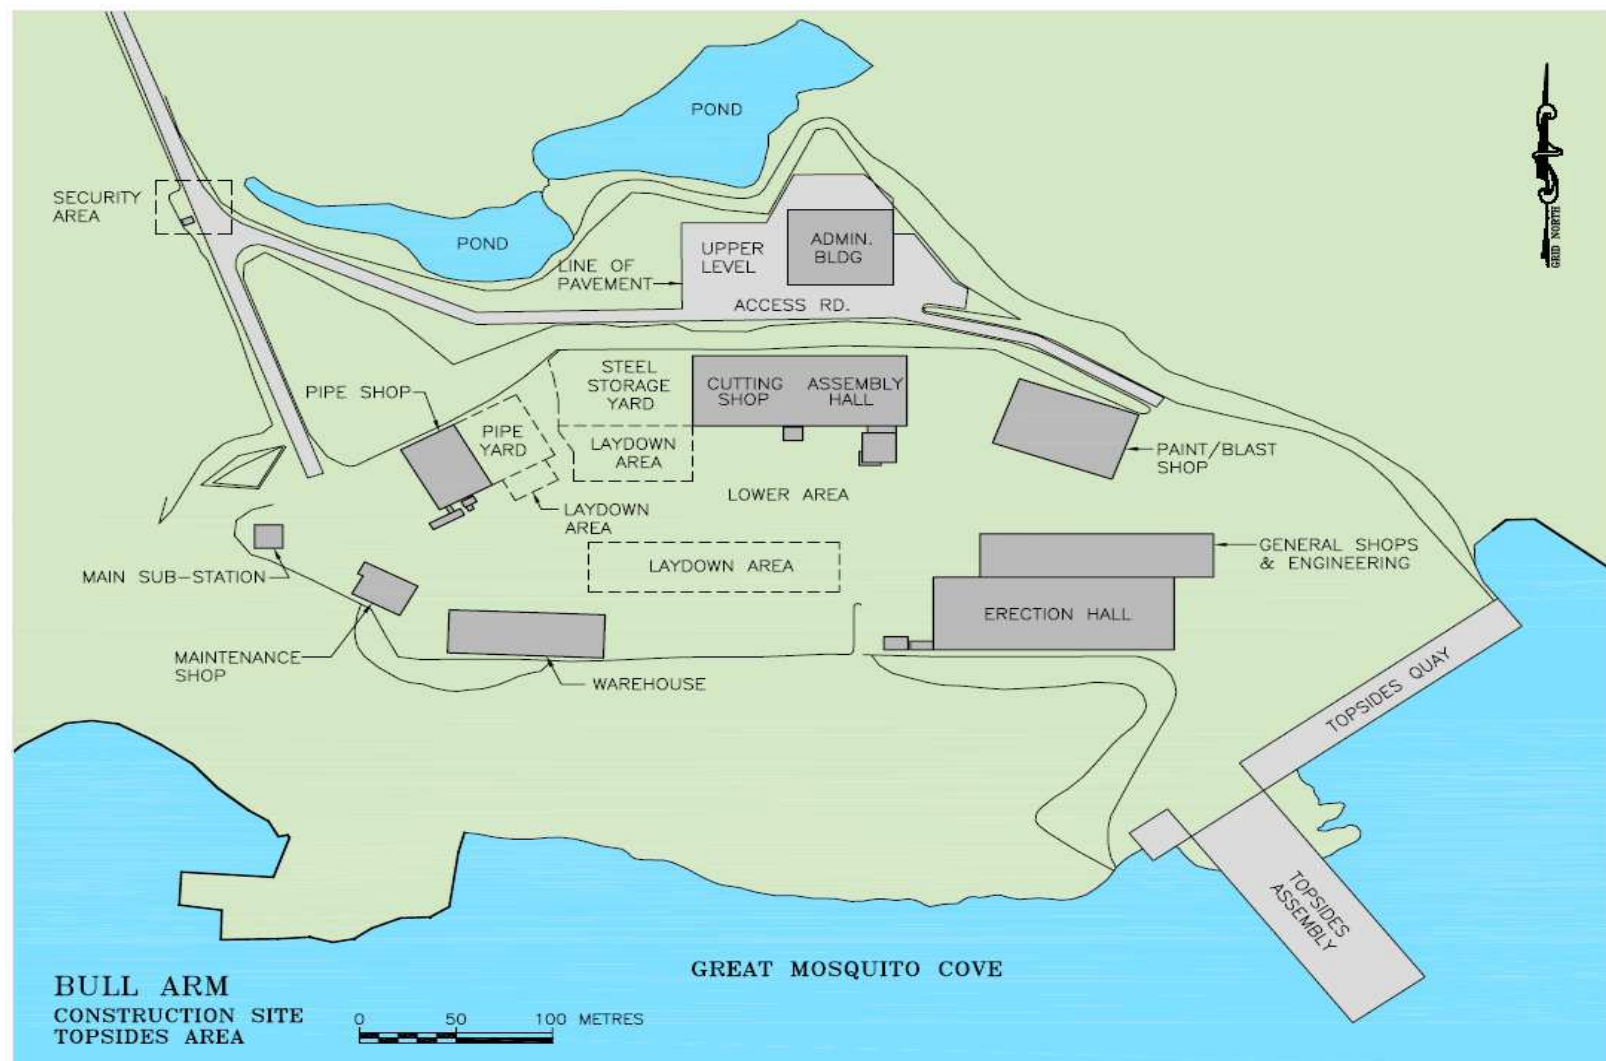 POND
SECURITY
AREA
POND
LINE OF
PAVEMENT
UPPER
LEVEL
ADMIN.
BLDG
ACCESS RD.
GRID NORTH
PIPE SHOP
STEEL
STORAGE
YARD
CUTTING
SHOP
ASSEMBLY
HALL
PIPE
YARD
LAYDOWN
AREA
PAINT/BLAST
SHOP
LOWER AREA
LAYDOWN
AREA
LAYDOWN AREA
GENERAL SHOPS
& ENGINEERING
MAIN SUB-STATION
ERECTION HALL
MAINTENANCE
SHOP
WAREHOUSE
TOPSIDES QUAY
TOPSIDES
ASSEMBLY
GREAT MOSQUITO COVE
BULL ARM
CONSTRUCTION SITE
TOPSIDES AREA
0 50 100 METRES